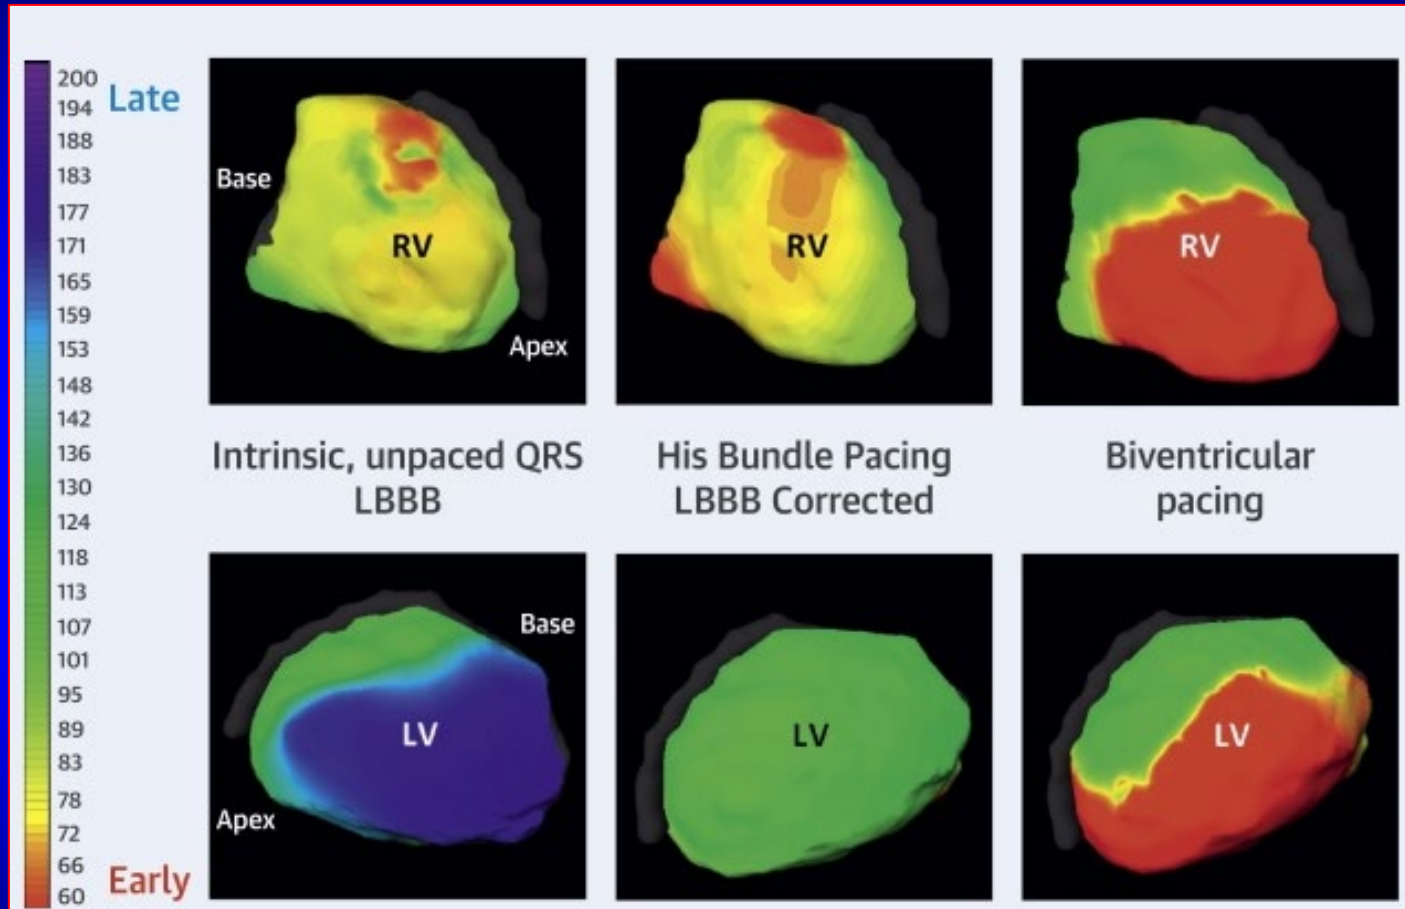 200
194
188
183
177
171
165
159
153
148
142
136
130
124
118
113
107
101
95
89
83
78
72
66
60
Late
Early
Base
RV
Apex
RV
RV
Intrinsic, unpaced QRS
LBBB
His Bundle Pacing
LBBB Corrected
Biventricular
pacing
Base
LV
Apex
LV
LV